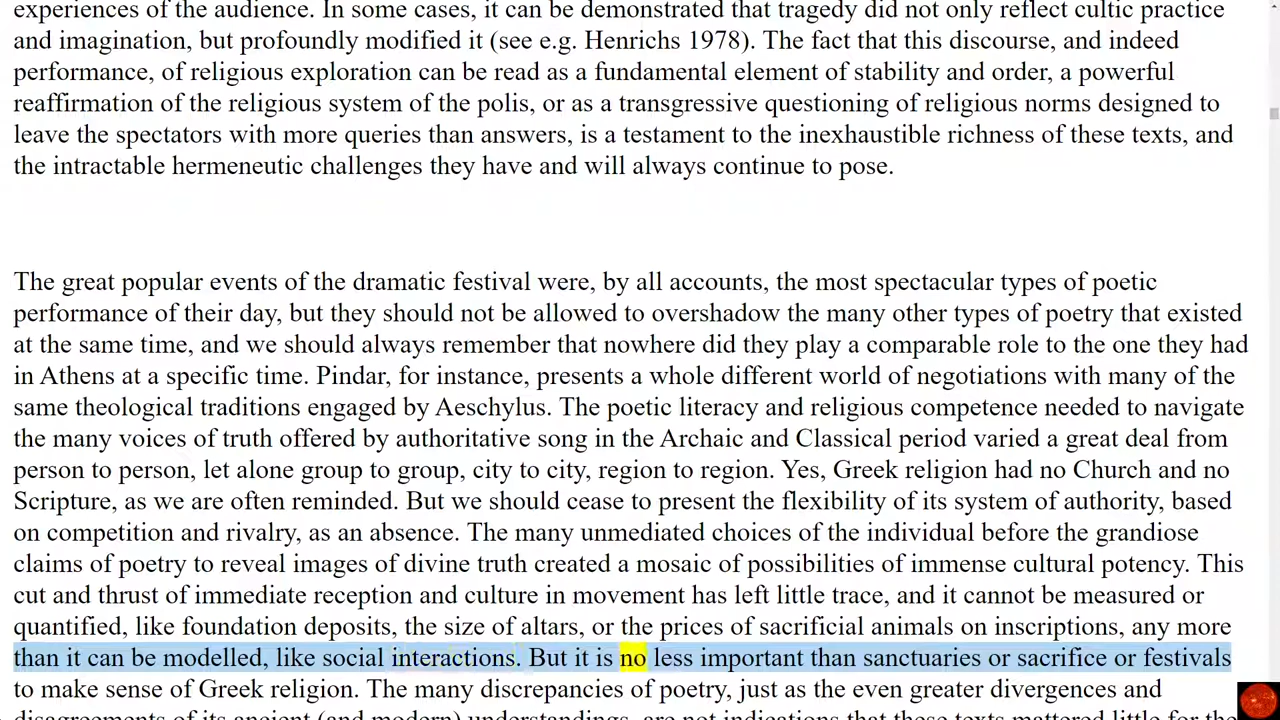 experiences of the audience. In some cases, it can be demonstrated that tragedy did not only reflect cultic practice
and imagination, but profoundly modified it (see e.g. Henrichs 1978). The fact that this discourse, and indeed
performance, of religious exploration can be read as a fundamental element of stability and order, a powerful
reaffirmation of the religious system of the polis, or as a transgressive questioning of religious norms designed to
leave the spectators with more queries than answers, is a testament to the inexhaustible richness of these texts, and
the intractable hermeneutic challenges they have and will always continue to pose.
The great popular events of the dramatic festival were, by all accounts, the most spectacular types of poetic
performance of their day, but they should not be allowed to overshadow the many other types of poetry that existed
at the same time, and we should always remember that nowhere did they play a comparable role to the one they had
in Athens at a specific time. Pindar, for instance, presents a whole different world of negotiations with many of the
same theological traditions engaged by Aeschylus. The poetic literacy and religious competence needed to navigate
the many voices of truth offered by authoritative song in the Archaic and Classical period varied a great deal from
person to person, let alone group to group, city to city, region to region. Yes, Greek religion had no Church and no
Scripture, as we are often reminded. But we should cease to present the flexibility of its system of authority, based
on competition and rivalry, as an absence. The many unmediated choices of the individual before the grandiose
claims of poetry to reveal images of divine truth created a mosaic of possibilities of immense cultural potency. This
cut and thrust of immediate reception and culture in movement has left little trace, and it cannot be measured or
quantified, like foundation deposits, the size of altars, or the prices of sacrificial animals on inscriptions, any more
than it can be modelled, like social interactions. But it is no less important than sanctuaries or sacrifice or festivals
to make sense of Greek religion. The many discrepancies of poetry, just as the even greater divergences and
disagreements of its ancient (and modern) understandings, are not indications that these texts mattered little for the